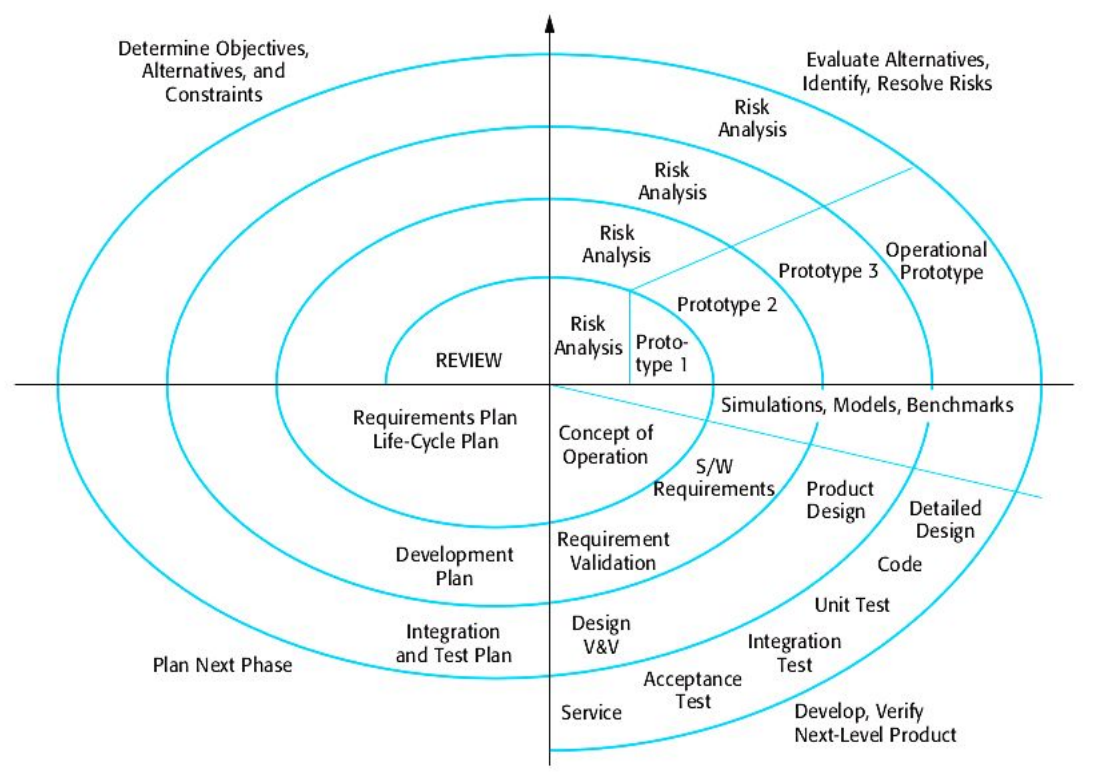 Determine Objectives,
Alternatives, and
Constraints
Evaluate Alternatives,
Identify, Resolve Risks
Risk
Analysis
Risk
Analysis
Risk
Analysis
Operational
Prototype
Prototype 3
Prototype 2
Risk
Analysis
Proto-
type 1
REVIEW
Simulations, Models, Benchmarks
Requirements Plan
Life-Cycle Plan
Concept of
Operation
S/W
Requirements
Product
Design
Detailed
Design
Requirement
Validation
Development
Plan
Code
Unit Test
Design
V&V
Integration
and Test Plan
Integration
Test
Plan Next Phase
Acceptance
Test
Service
Develop, Verify
Next-Level Product